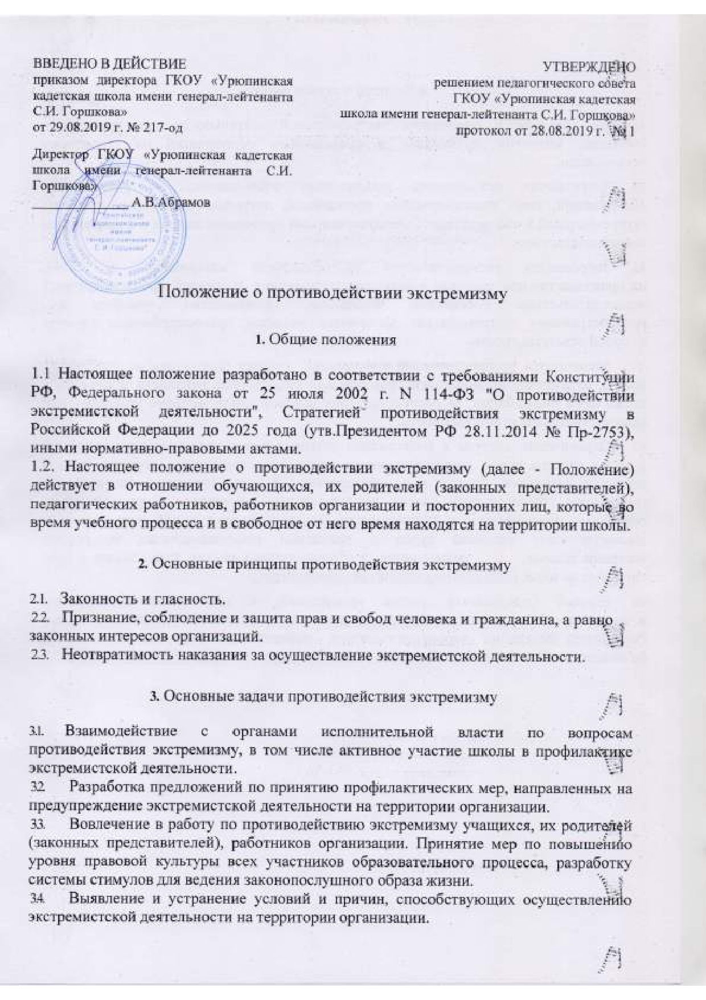 ВВЕДЕНО В ДЕЙСТВИЕ
приказом директора ГКОУ «Урюпинская
кадетская школа имени генерал-лейтенанта
С.И. Горшкова»
от 29.08.2019 г. № 217-од
Директор ГКОУ «Урюпинская кадетская
школа имени генерал-лейтенанта С.И.
Горшкова»
А.В.Абрамов
УТВЕРЖДЕНО
решением педагогического совета
ГКОУ «Урюпинская кадетская
школа имени генерал-лейтенанта С.И. Горшкова»
протокол от 28.08.2019 г. № 1
Положение о противодействии экстремизму
1. Общие положения
1.1 Настоящее положение разработано в соответствии с требованиями Конституции
РФ, Федерального закона от 25 июля 2002 г. N 114-ФЗ "О противодействии
экстремистской деятельности", Стратегией противодействия экстремизму в
Российской Федерации до 2025 года (утв.Президентом РФ 28.11.2014 № Пр-2753),
иными нормативно-правовыми актами.
1.2. Настоящее положение о противодействии экстремизму (далее - Положение)
действует в отношении обучающихся, их родителей (законных представителей),
педагогических работников, работников организации и посторонних лиц, которые во
время учебного процесса и в свободное от него время находятся на территории школы.
2. Основные принципы противодействия экстремизму
2.1. Законность и гласность.
2.2. Признание, соблюдение и защита прав и свобод человека и гражданина, а равно
законных интересов организаций.
2.3. Неотвратимость наказания за осуществление экстремистской деятельности.
3. Основные задачи противодействия экстремизму
3.1. Взаимодействие с органами исполнительной власти по вопросам
противодействия экстремизму, в том числе активное участие школы в профилактике
экстремистской деятельности.
3.2. Разработка предложений по принятию профилактических мер, направленных на
предупреждение экстремистской деятельности на территории организации.
3.3. Вовлечение в работу по противодействию экстремизму учащихся, их родителей
(законных представителей), работников организации. Принятие мер по повышению
уровня правовой культуры всех участников образовательного процесса, разработку
системы стимулов для ведения законопослушного образа жизни.
3.4. Выявление и устранение условий и причин, способствующих осуществлению
экстремистской деятельности на территории организации.